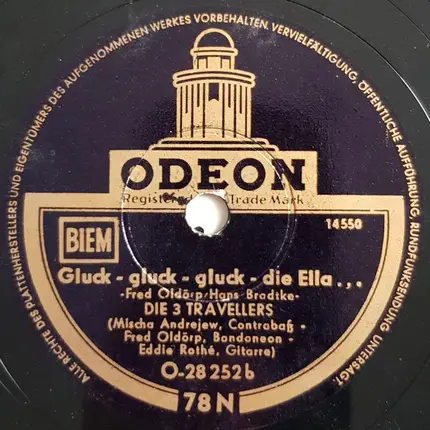 ALLE RECHTE DES PLATTENHERSTELLERS UND EIGENTÜMERS DES AUFGENOMMENEN WERKES VORBEHALTEN. VERVIELFÄLTIGUNG, ÖFFENTLICHE AUFFÜHRUNG, RUNDFUNKSENDUNG UNTERSAGT.
ODEON
Trade Mark
14550
BIEM
Gluck - gluck - gluck - die Ella ...
-Fred Oldörp/Hans Bradtke-
DIE 3 TRAVELLERS
(Mischa Andrejew, Contrabaß -
Fred Oldörp, Bandoneon -
Eddie Rothé, Gitarre)
O-28 252 b
78 N